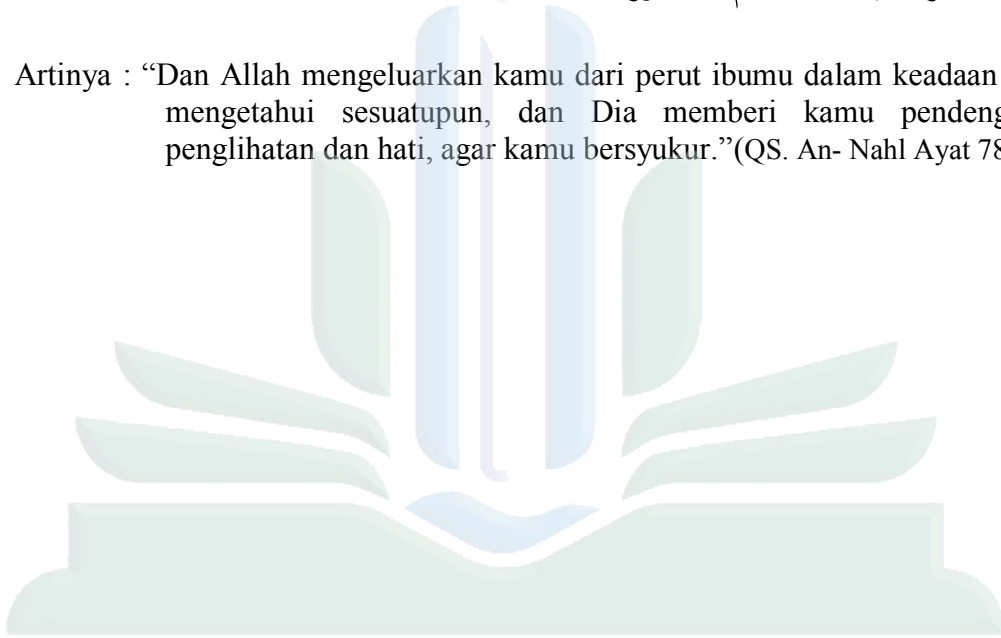 Artinya : “Dan Allah mengeluarkan kamu dari perut ibumu dalam keadaan
mengetahui sesuatupun, dan Dia memberi kamu
penglihatan dan hati, agar kamu bersyukur.”(QS. An- Nahl Ayat 78